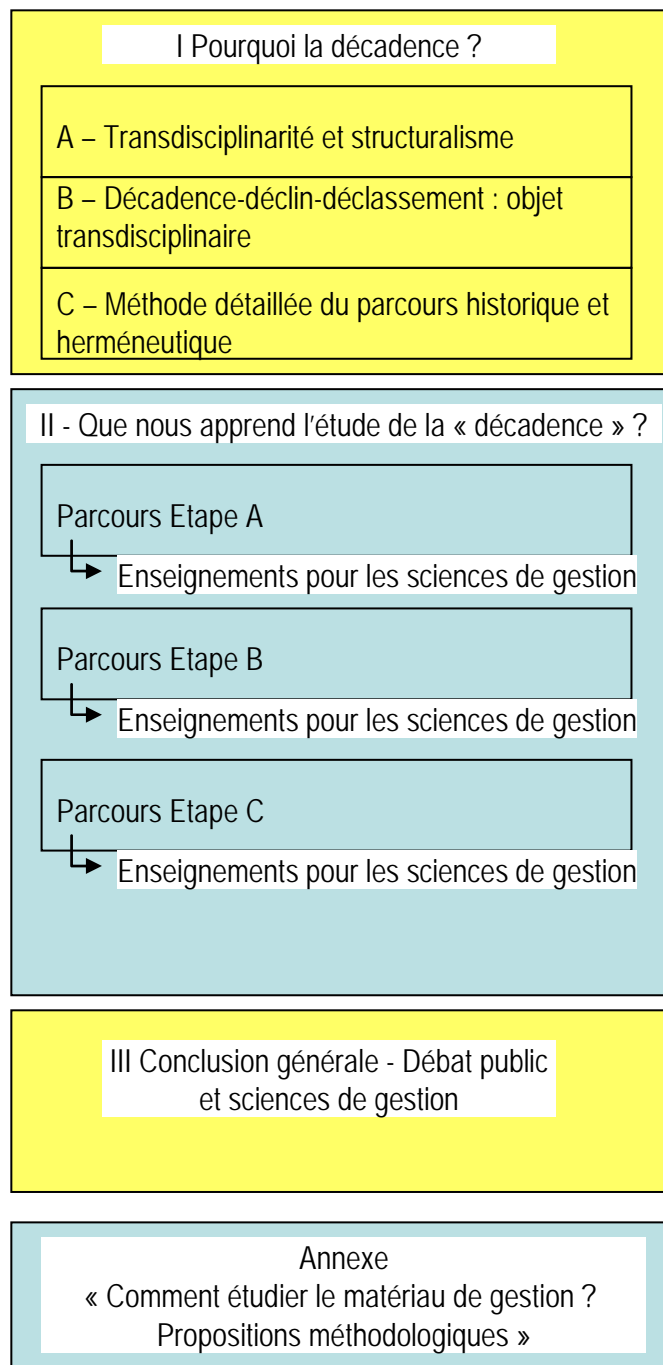 I Pourquoi la décadence ?
A – Transdisciplinarité et structuralisme
B – Décadence-déclin-déclassement : objet
transdisciplinaire
C – Méthode détaillée du parcours historique et
herméneutique
II - Que nous apprend l'étude de la « décadence » ?
Parcours Etape A
Enseignements pour les sciences de gestion
Parcours Etape B
Enseignements pour les sciences de gestion
Parcours Etape C
Enseignements pour les sciences de gestion
III Conclusion générale - Débat public
et sciences de gestion
Annexe
« Comment étudier le matériau de gestion ?
Propositions méthodologiques »